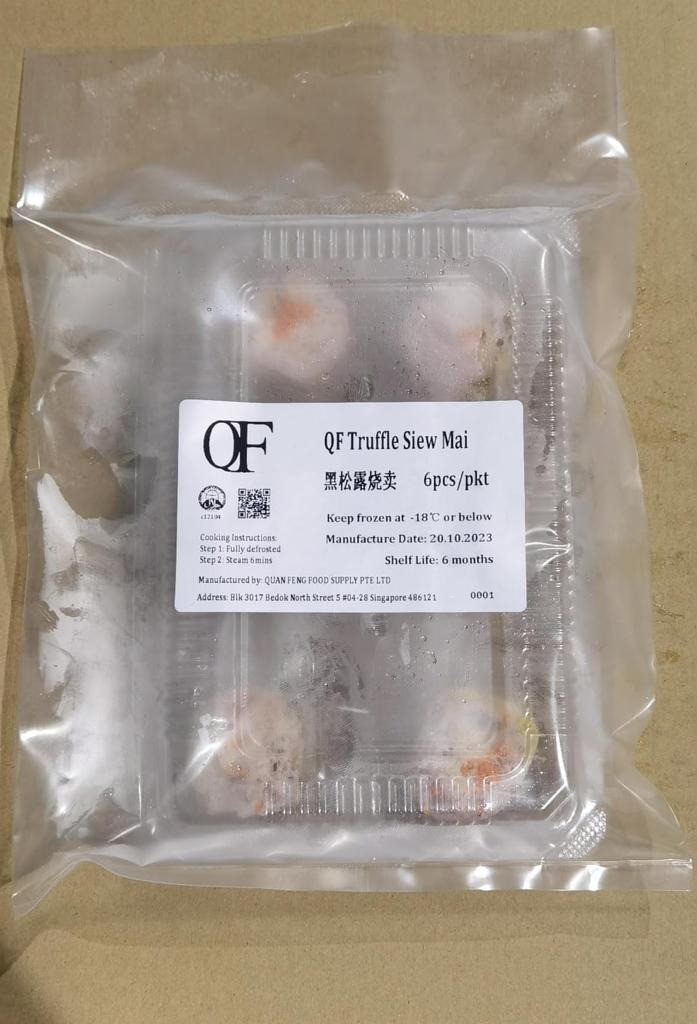 QF
QF Truffle Siew Mai
黑松露烧卖 6pcs/pkt
Keep frozen at -18℃ or below
Manufacture Date: 20.10.2023
Shelf Life: 6 months
Cooking Instructions:
Step 1: Fully defrosted
Step 2: Steam 6mins
Manufactured by: QUAN FENG FOOD SUPPLY PTE LTD
Address: Blk 3017 Bedok North Street 5 #04-28 Singapore 486121 0001